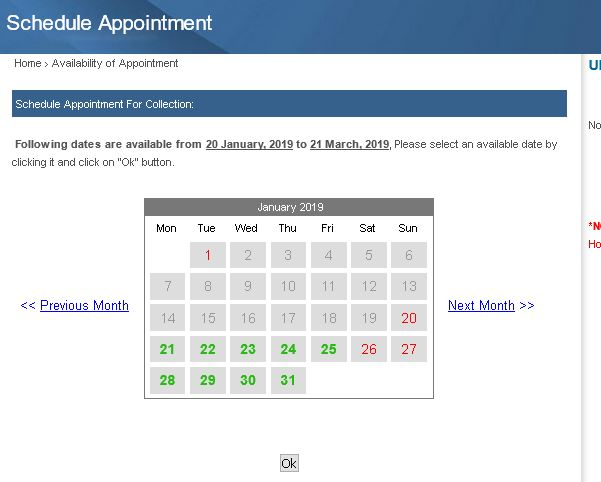 Schedule Appointment
Home › Availability of Appointment
Schedule Appointment For Collection:
Following dates are available from 20 January, 2019 to 21 March, 2019, Please select an available date by
clicking it and click on "Ok" button.
January 2019
Mon Tue Wed Thu Fri Sat Sun
1 2 3 4 5 6
7 8 9 10 11 12 13
14 15 16 17 18 19 20
<< Previous Month
Next Month >>
21 22 23 24 25 26 27
28 29 30 31
Ok
No
Ho